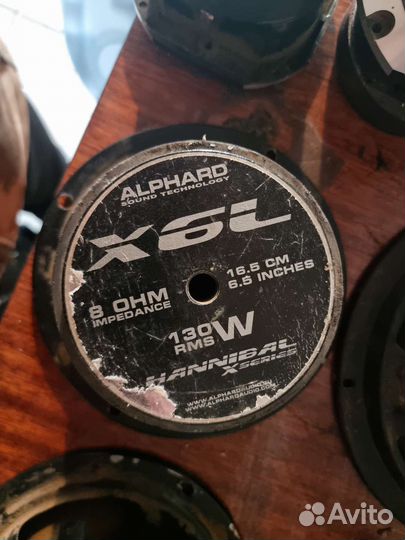 ALPHARD
SOUND TECHNOLOGY
X6L
16.5 CM
6.5 INCHES
8 OHM
IMPEDANCE
130 W
RMS
HANNIBAL
X SERIES
WWW.ALPHARDAUDIO.COM
Avito